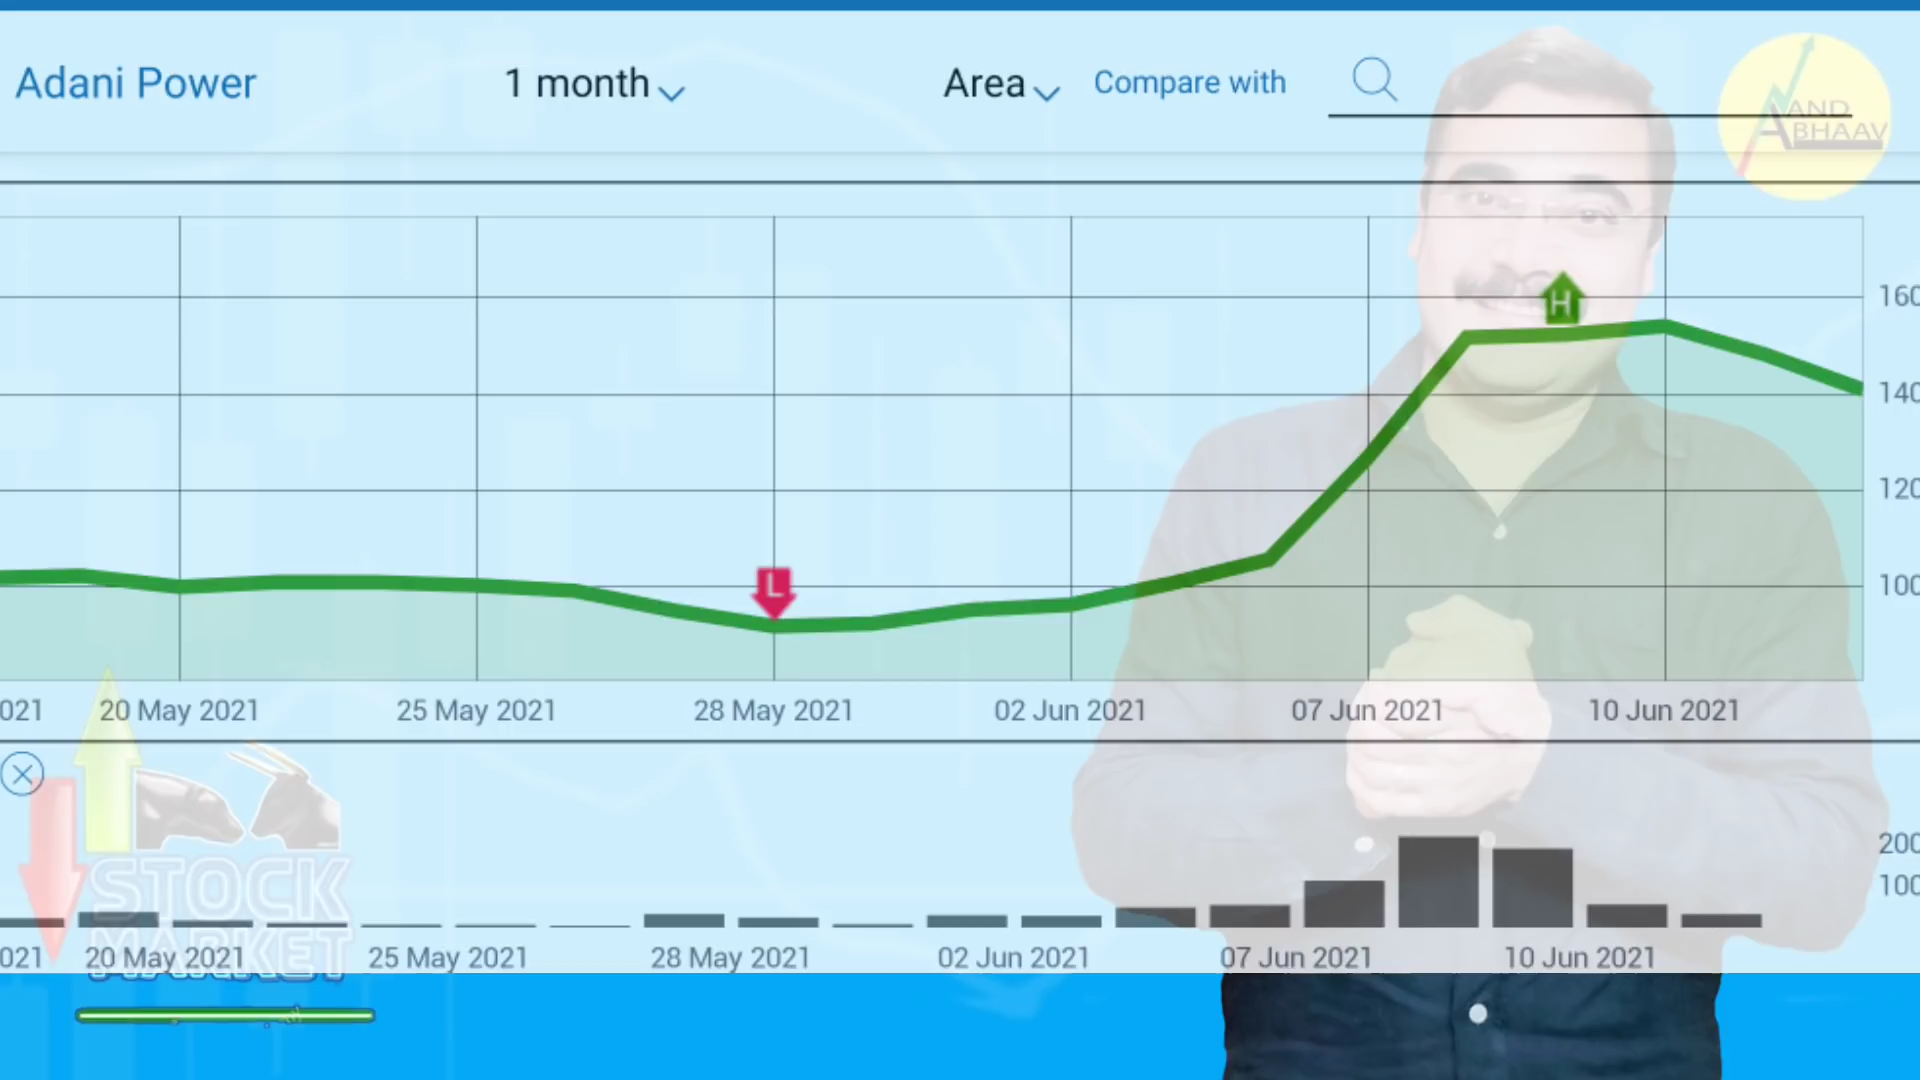 Adani Power 1 month Area Compare with
AND
ABHAAV
H
160
140
120
L
100
021 20 May 2021 25 May 2021 28 May 2021 02 Jun 2021 07 Jun 2021 10 Jun 2021
200
100
STOCK
MARKET
021 20 May 2021 25 May 2021 28 May 2021 02 Jun 2021 07 Jun 2021 10 Jun 2021